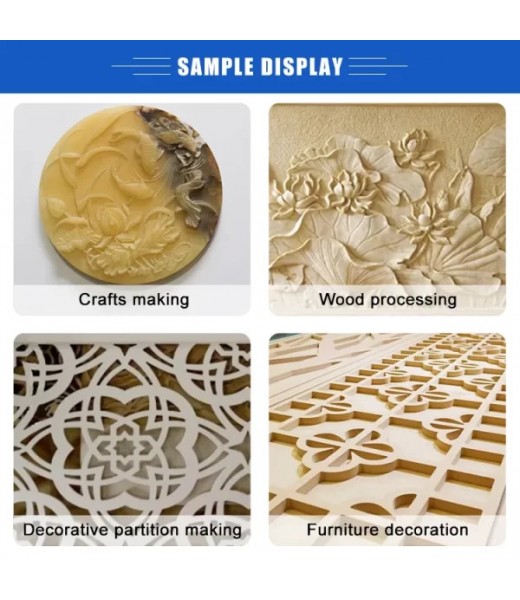 SAMPLE DISPLAY
Crafts making
Wood processing
Decorative partition making
Furniture decoration